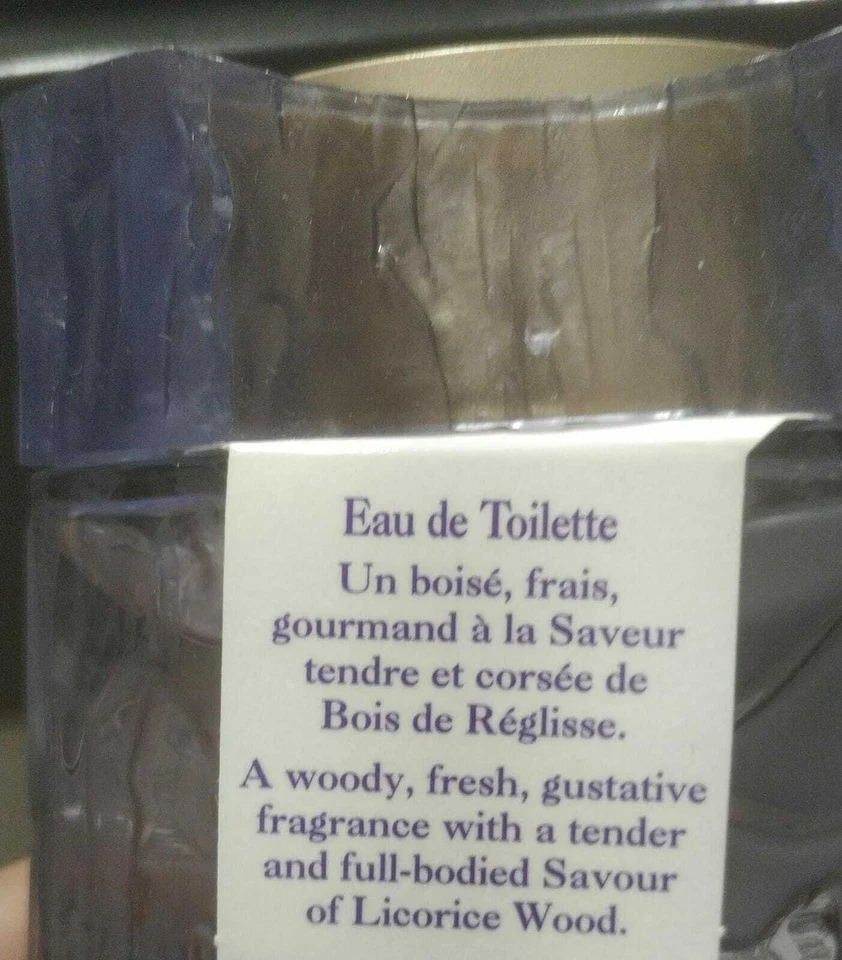 Eau de Toilette
Un boisé, frais,
gourmand à la Saveur
tendre et corsée de
Bois de Réglisse.
A woody, fresh, gustative
fragrance with a tender
and full-bodied Savour
of Licorice Wood.